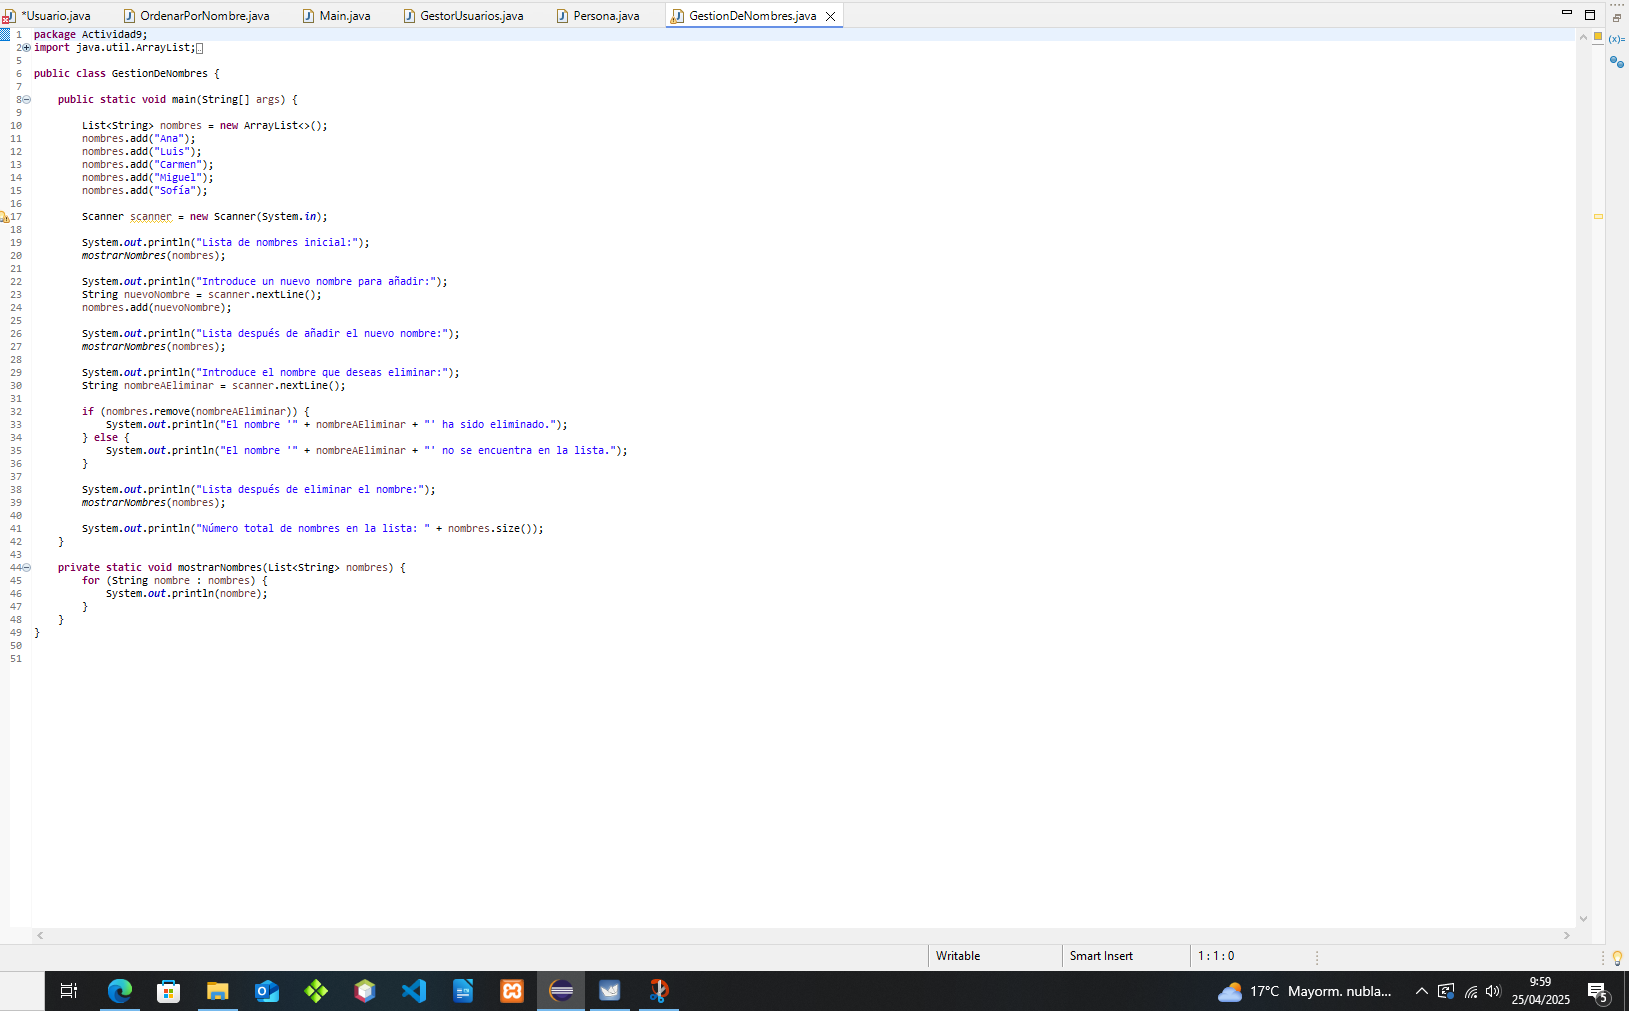 *Usuario.java OrdenarPorNombre.java Main.java GestorUsuarios.java Persona.java GestionDeNombres.java
1 package Actividad9;
2 import java.util.ArrayList;
5
6 public class GestionDeNombres {
7
8 public static void main(String[] args) {
9
10 List<String> nombres = new ArrayList<>();
11 nombres.add("Ana");
12 nombres.add("Luis");
13 nombres.add("Carmen");
14 nombres.add("Miguel");
15 nombres.add("Sofía");
16
17 Scanner scanner = new Scanner(System.in);
18
19 System.out.println("Lista de nombres inicial:");
20 mostrarNombres(nombres);
21
22 System.out.println("Introduce un nuevo nombre para añadir:");
23 String nuevoNombre = scanner.nextLine();
24 nombres.add(nuevoNombre);
25
26 System.out.println("Lista después de añadir el nuevo nombre:");
27 mostrarNombres(nombres);
28
29 System.out.println("Introduce el nombre que deseas eliminar:");
30 String nombreAEliminar = scanner.nextLine();
31
32 if (nombres.remove(nombreAEliminar)) {
33 System.out.println("El nombre '" + nombreAEliminar + "' ha sido eliminado.");
34 } else {
35 System.out.println("El nombre '" + nombreAEliminar + "' no se encuentra en la lista.");
36 }
37
38 System.out.println("Lista después de eliminar el nombre:");
39 mostrarNombres(nombres);
40
41 System.out.println("Número total de nombres en la lista: " + nombres.size());
42 }
43
44 private static void mostrarNombres(List<String> nombres) {
45 for (String nombre : nombres) {
46 System.out.println(nombre);
47 }
48 }
49 }
50
51
(x)=
Writable Smart Insert 1 : 1 : 0
17°C Mayorm. nubla... 9:59
25/04/2025
5